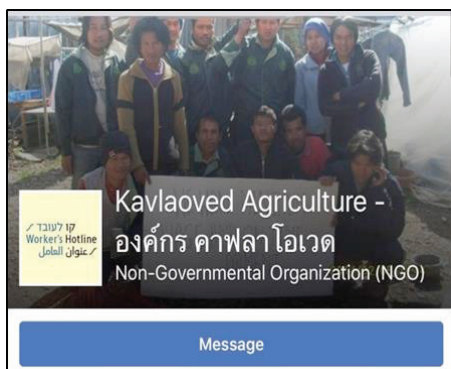 קו לעובד
Worker's Hotline
عنوان العامل
Kavlaoved Agriculture -
องค์กร คาฟลาโอเวด
Non-Governmental Organization (NGO)
Message